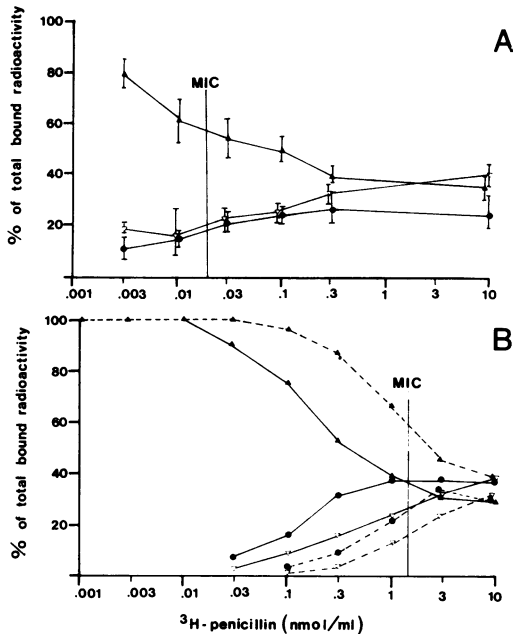 A
% of total bound radioactivity
100
80
60
40
20
MIC
.001 .003 .01 .03 .1 .3 1 3 10
B
% of total bound radioactivity
100
80
60
40
20
MIC
.001 .003 .01 .03 .1 .3 1 3 10
³H-penicillin (nmol/ml)